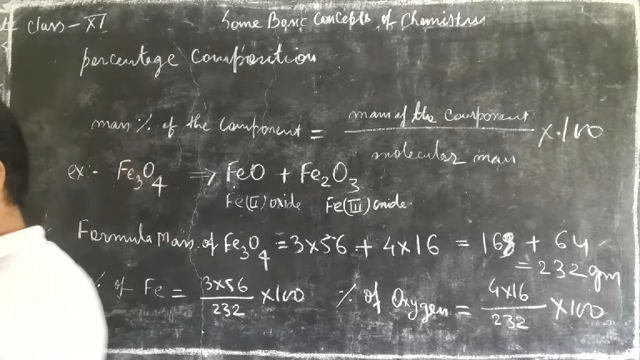 Class - XI
Some Basic Concepts of Chemistry
percentage Composition
mass % of the component = mass of the component / molecular mass × 100
ex:- Fe₃O₄ ⇒ FeO + Fe₂O₃
Fe(II) oxide Fe(III) oxide
Formula Mass of Fe₃O₄ = 3×56 + 4×16 = 168 + 64
= 232 gm
% of Fe = 3×56 / 232 ×100 % of Oxygen = 4×16 / 232 ×100